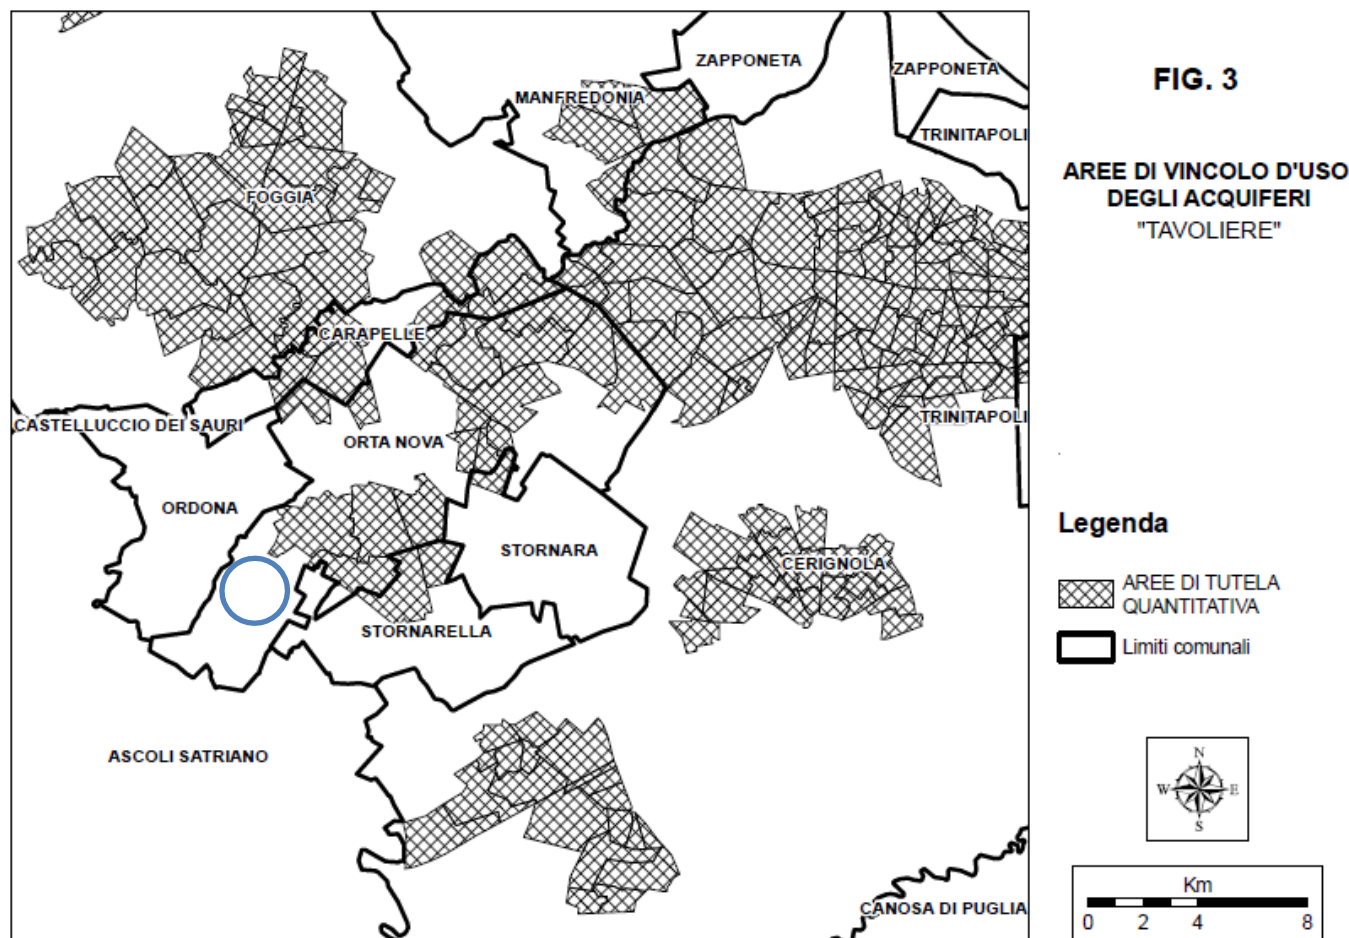 ZAPPONETA
ZAPPONETA
MANFREDONIA
TRINITAPOLI
FOGGIA
CARAPELLE
CASTELLUCCIO DEI SAURI
TRINITAPOLI
ORTA NOVA
ORDONA
STORNARA
CERIGNOLA
STORNARELLA
ASCOLI SATRIANO
CANOSA DI PUGLIA
FIG. 3
AREE DI VINCOLO D'USO
DEGLI ACQUIFERI
"TAVOLIERE"
Legenda
AREE DI TUTELA
QUANTITATIVA
Limiti comunali
N
W E
S
Km
0 2 4 8